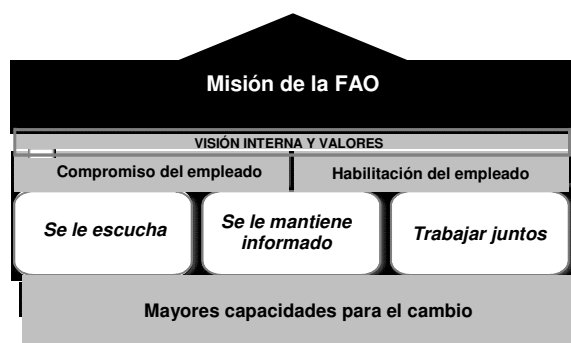 Misión de la FAO
VISIÓN INTERNA Y VALORES
Compromiso del empleado
Habilitación del empleado
Se le escucha
Se le mantiene
informado
Trabajar juntos
Mayores capacidades para el cambio